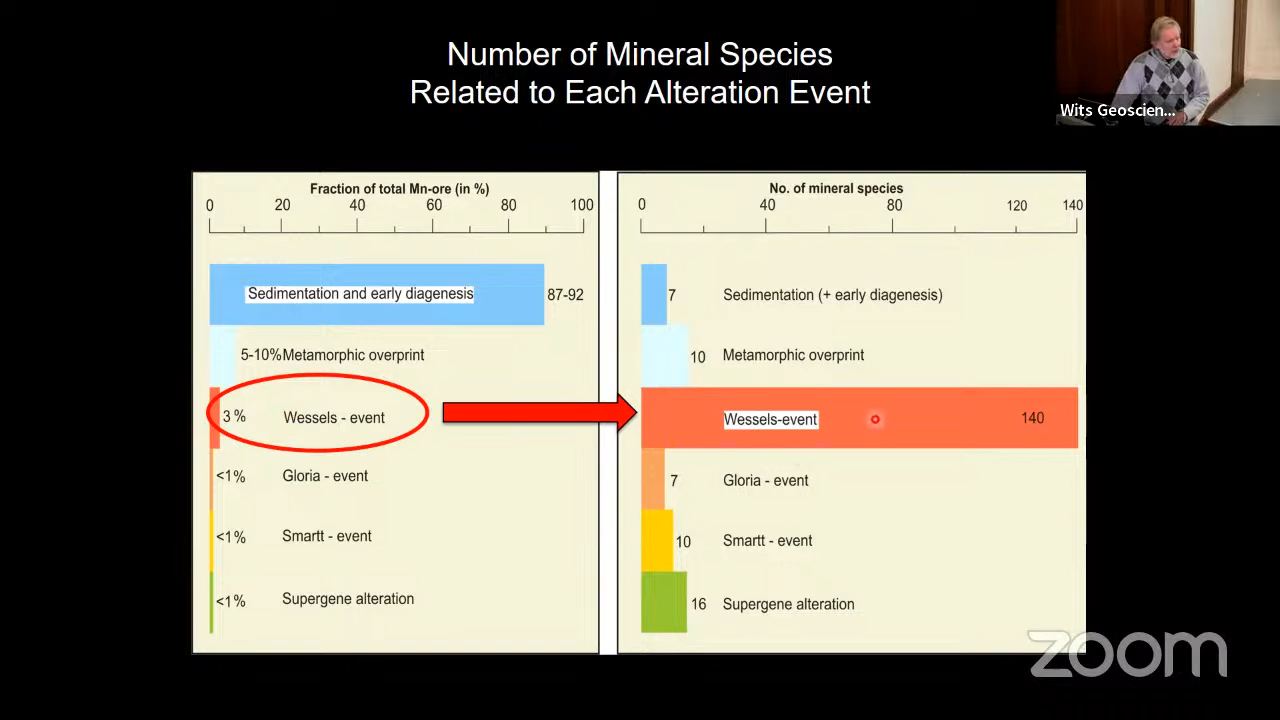 Number of Mineral Species
Related to Each Alteration Event
Wits Geoscien...
Fraction of total Mn-ore (in %)
0 20 40 60 80 100
Sedimentation and early diagenesis 87-92
5-10% Metamorphic overprint
3 % Wessels - event
<1% Gloria - event
<1% Smartt - event
<1% Supergene alteration
No. of mineral species
0 40 80 120 140
7 Sedimentation (+ early diagenesis)
10 Metamorphic overprint
Wessels-event 140
7 Gloria - event
10 Smartt - event
16 Supergene alteration
zoom